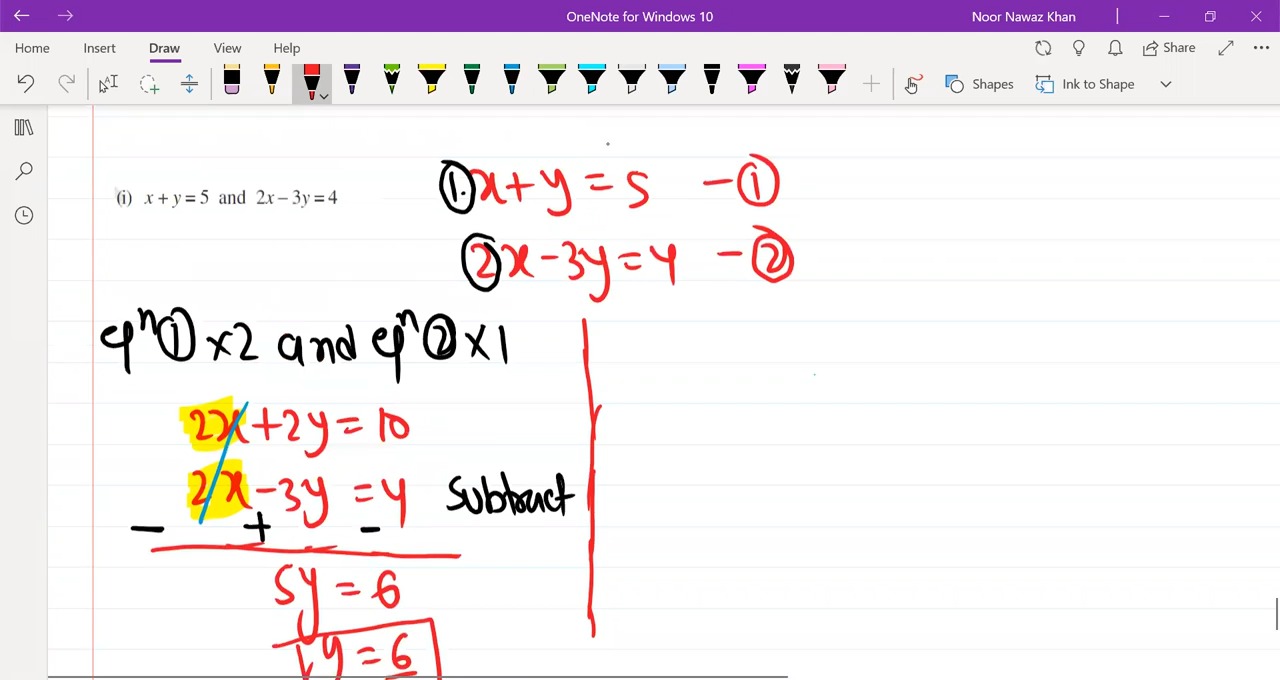 OneNote for Windows 10
Noor Nawaz Khan
Home Insert Draw View Help
Share
Shapes
Ink to Shape
(i) x + y = 5 and 2x − 3y = 4
① x + y = 5 − ①
② x − 3y = 4 − ②
eqⁿ ① × 2 and eqⁿ ② × 1
2x + 2y = 10
2x − 3y = 4 subtract
− + −
5y = 6
y = 6